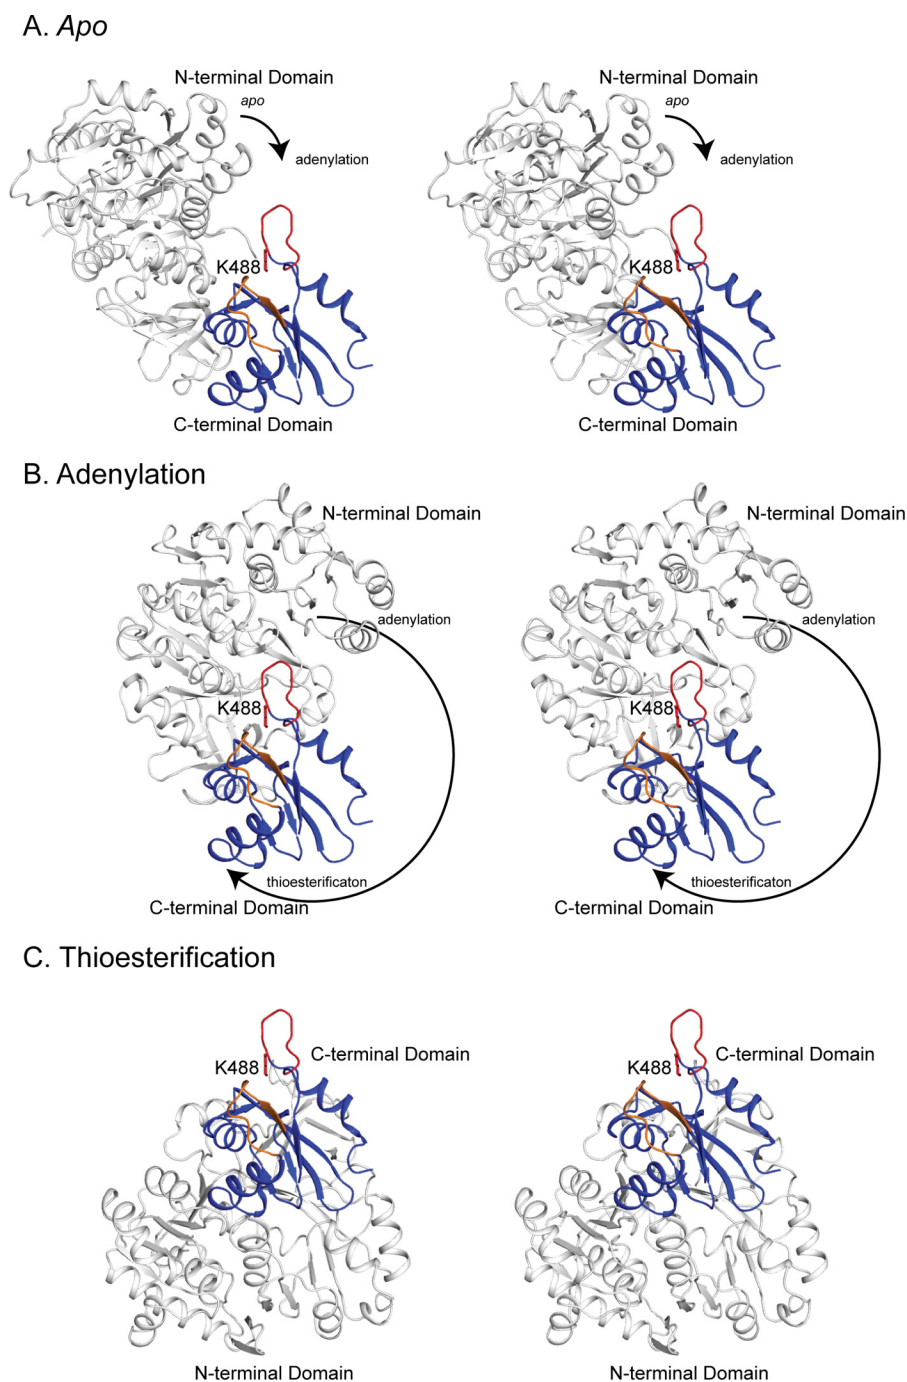 A. Apo
N-terminal Domain
apo
adenylation
K488
C-terminal Domain
N-terminal Domain
apo
adenylation
K488
C-terminal Domain
B. Adenylation
N-terminal Domain
adenylation
K488
thioesterificaton
C-terminal Domain
N-terminal Domain
adenylation
K488
thioesterificaton
C-terminal Domain
C. Thioesterification
C-terminal Domain
K488
N-terminal Domain
C-terminal Domain
K488
N-terminal Domain